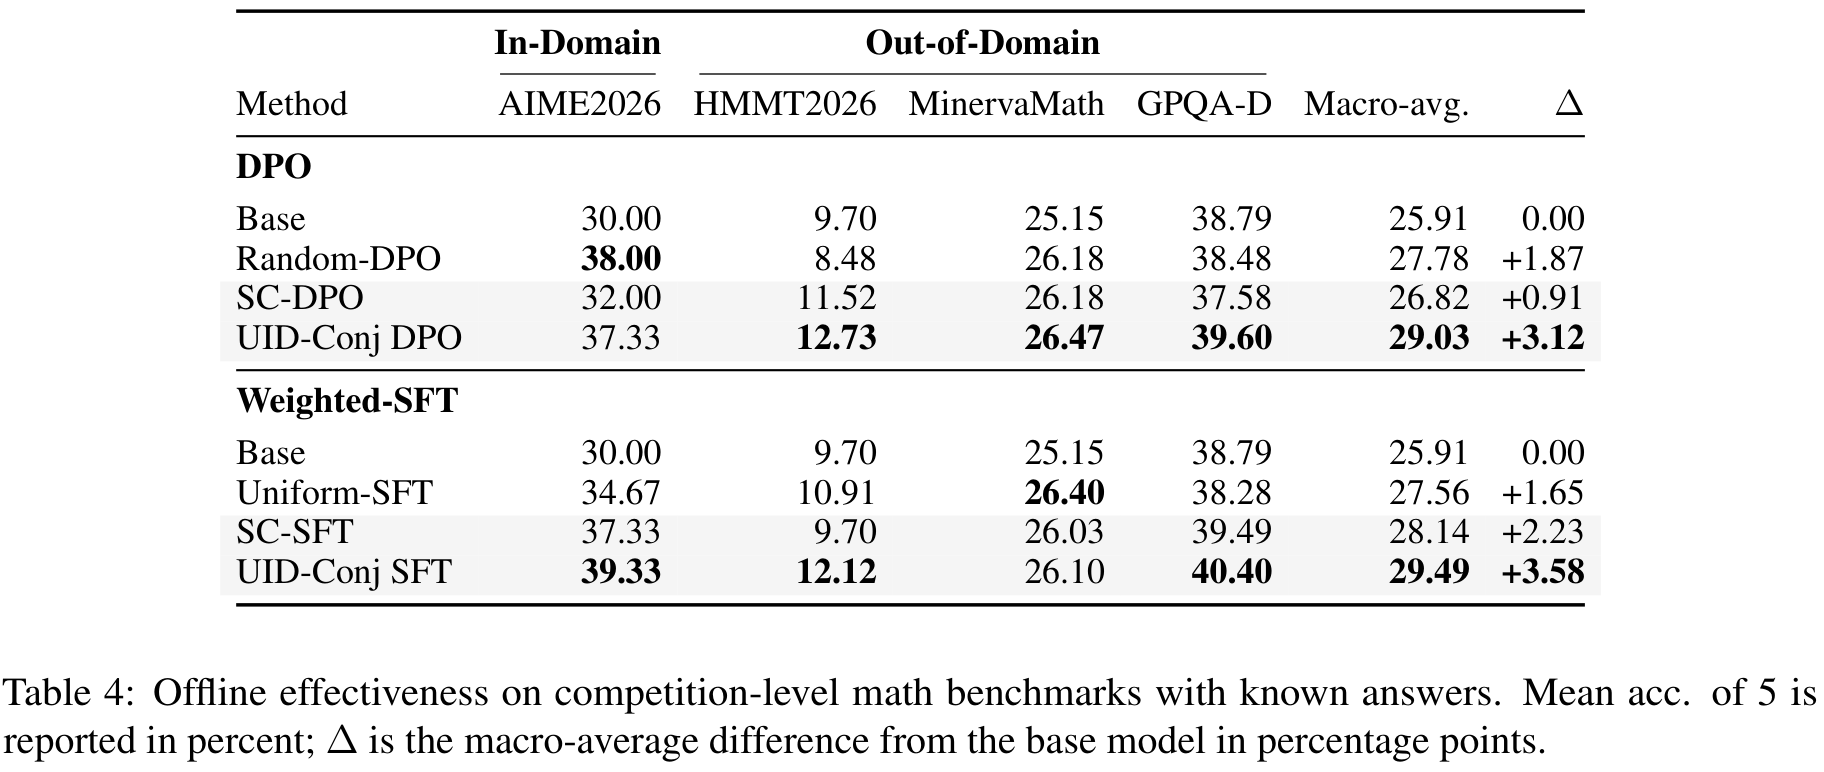 In-Domain Out-of-Domain
Method AIME2026 HMMT2026 MinervaMath GPQA-D Macro-avg. Δ
DPO
Base 30.00 9.70 25.15 38.79 25.91 0.00
Random-DPO 38.00 8.48 26.18 38.48 27.78 +1.87
SC-DPO 32.00 11.52 26.18 37.58 26.82 +0.91
UID-Conj DPO 37.33 12.73 26.47 39.60 29.03 +3.12
Weighted-SFT
Base 30.00 9.70 25.15 38.79 25.91 0.00
Uniform-SFT 34.67 10.91 26.40 38.28 27.56 +1.65
SC-SFT 37.33 9.70 26.03 39.49 28.14 +2.23
UID-Conj SFT 39.33 12.12 26.10 40.40 29.49 +3.58
Table 4: Offline effectiveness on competition-level math benchmarks with known answers. Mean acc. of 5 is
reported in percent; Δ is the macro-average difference from the base model in percentage points.